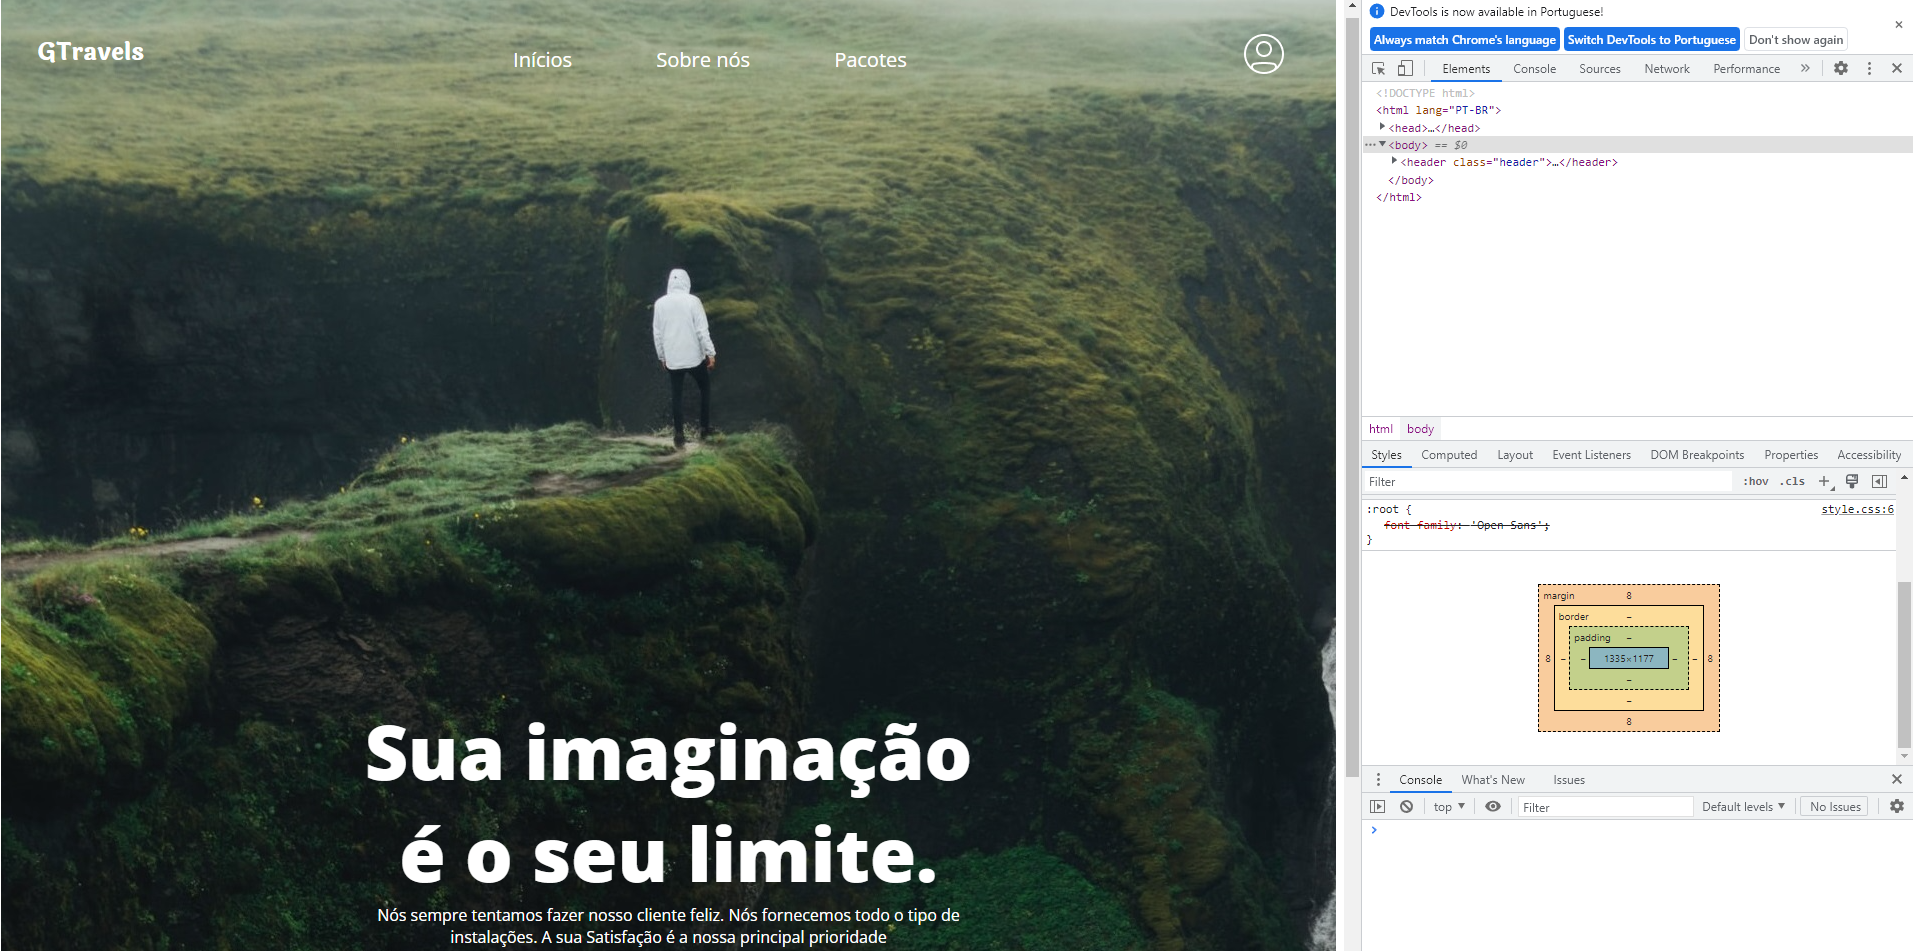 GTravels
Inícios
Sobre nós
Pacotes
Sua imaginação
é o seu limite.
Nós sempre tentamos fazer nosso cliente feliz. Nós fornecemos todo o tipo de
instalações. A sua Satisfação é a nossa principal prioridade
DevTools is now available in Portuguese!
Always match Chrome's language
Switch DevTools to Portuguese
Don't show again
Elements
Console
Sources
Network
Performance
<!DOCTYPE html>
<html lang="PT-BR">
<head>…</head>
<body> == $0
<header class="header">…</header>
</body>
</html>
html
body
Styles
Computed
Layout
Event Listeners
DOM Breakpoints
Properties
Accessibility
Filter
:hov
.cls
:root {
style.css:6
font-family: 'Open Sans';
}
margin
8
border
–
padding
–
8
–
–
1335×1177
–
–
8
–
–
8
Console
What's New
Issues
top
Filter
Default levels
No Issues